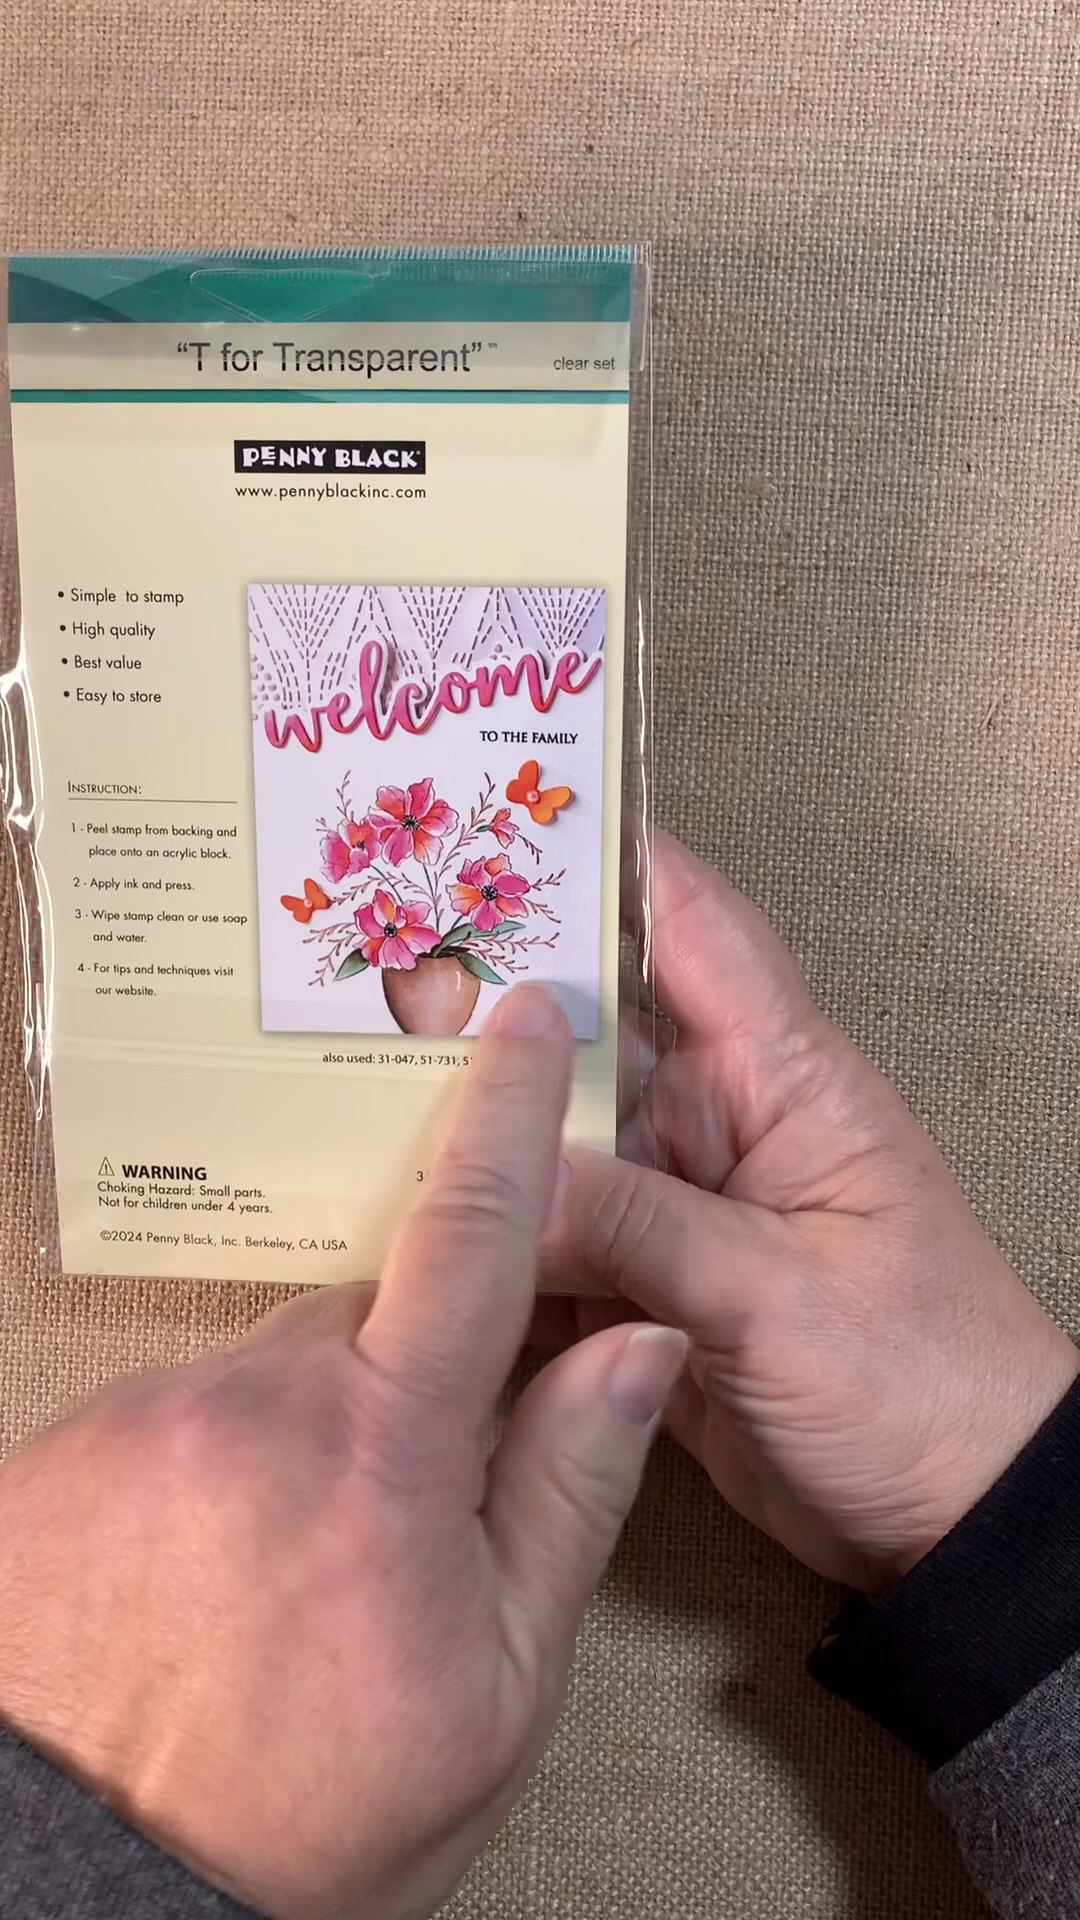 “T for Transparent”™ clear set
PENNY BLACK®
www.pennyblackinc.com
• Simple to stamp
• High quality
• Best value
• Easy to store
INSTRUCTION:
1 - Peel stamp from backing and
place onto an acrylic block.
2 - Apply ink and press.
3 - Wipe stamp clean or use soap
and water.
4 - For tips and techniques visit
our website.
welcome
TO THE FAMILY
also used: 31-047, 51-731,
⚠ WARNING
3
Choking Hazard: Small parts.
Not for children under 4 years.
©2024 Penny Black, Inc. Berkeley, CA USA